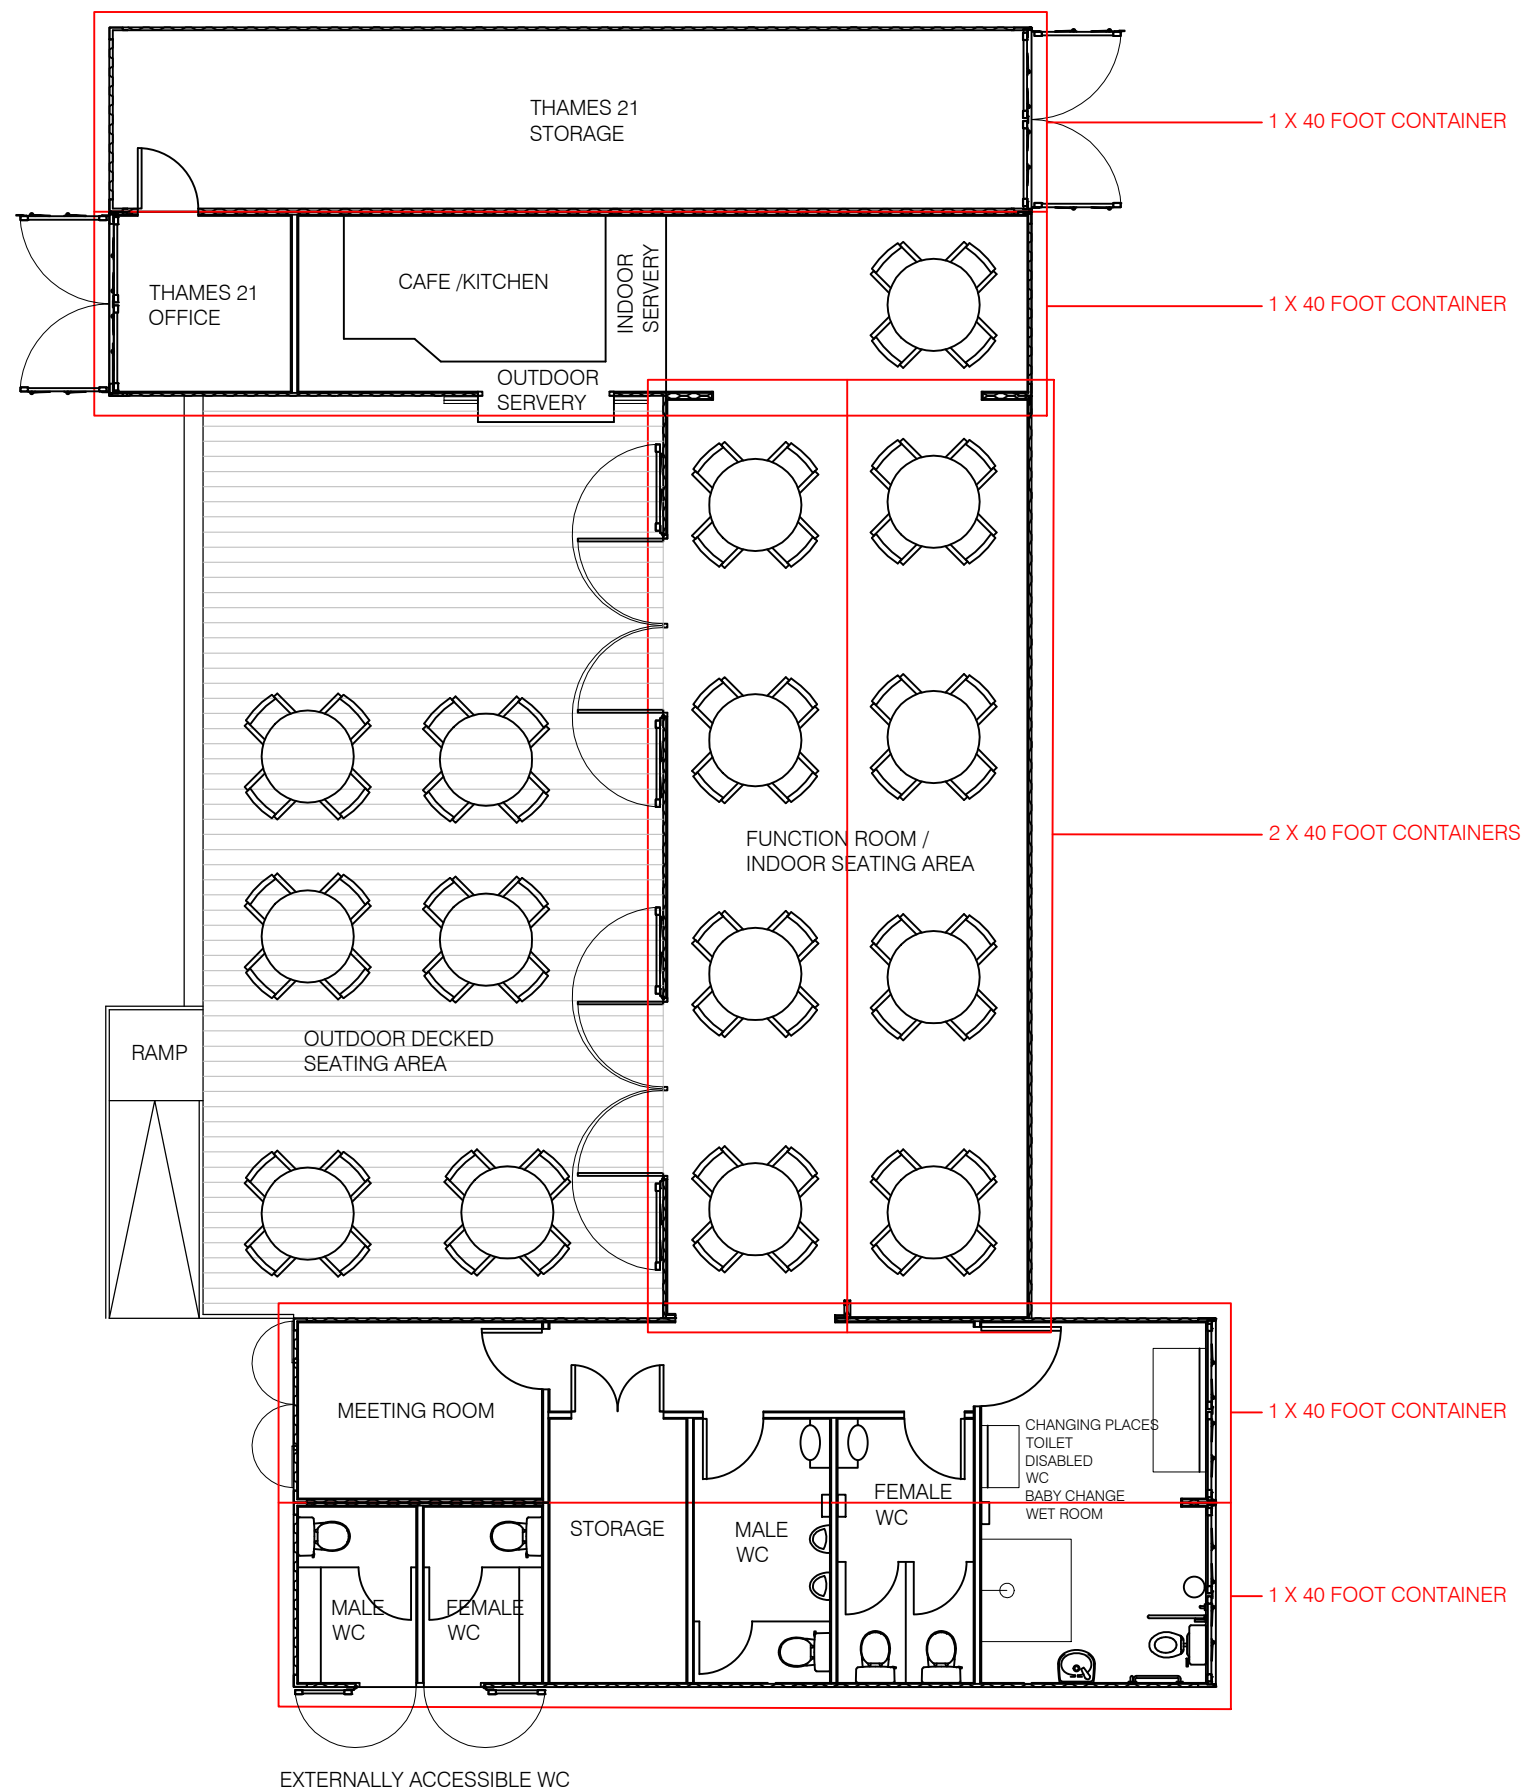 THAMES 21
STORAGE
1 X 40 FOOT CONTAINER
THAMES 21
OFFICE
CAFE /KITCHEN
INDOOR
SERVERY
1 X 40 FOOT CONTAINER
OUTDOOR
SERVERY
FUNCTION ROOM /
INDOOR SEATING AREA
2 X 40 FOOT CONTAINERS
RAMP
OUTDOOR DECKED
SEATING AREA
MEETING ROOM
1 X 40 FOOT CONTAINER
CHANGING PLACES
TOILET
DISABLED
WC
BABY CHANGE
WET ROOM
FEMALE
WC
STORAGE
MALE
WC
MALE
WC
FEMALE
WC
1 X 40 FOOT CONTAINER
EXTERNALLY ACCESSIBLE WC